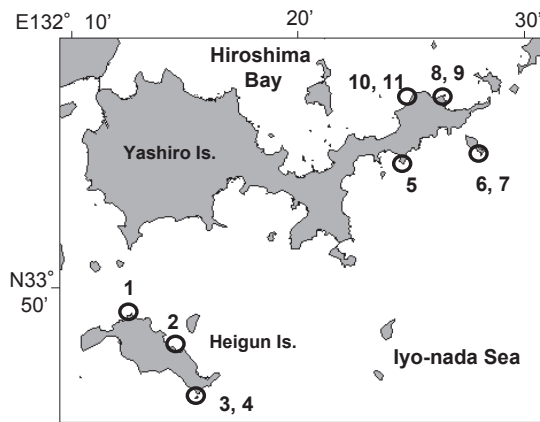 E132° 10’ 20’ 30’
Hiroshima
Bay
10, 11 8, 9
Yashiro Is.
5 6, 7
N33°
50’
1
2
Heigun Is.
Iyo-nada Sea
3, 4